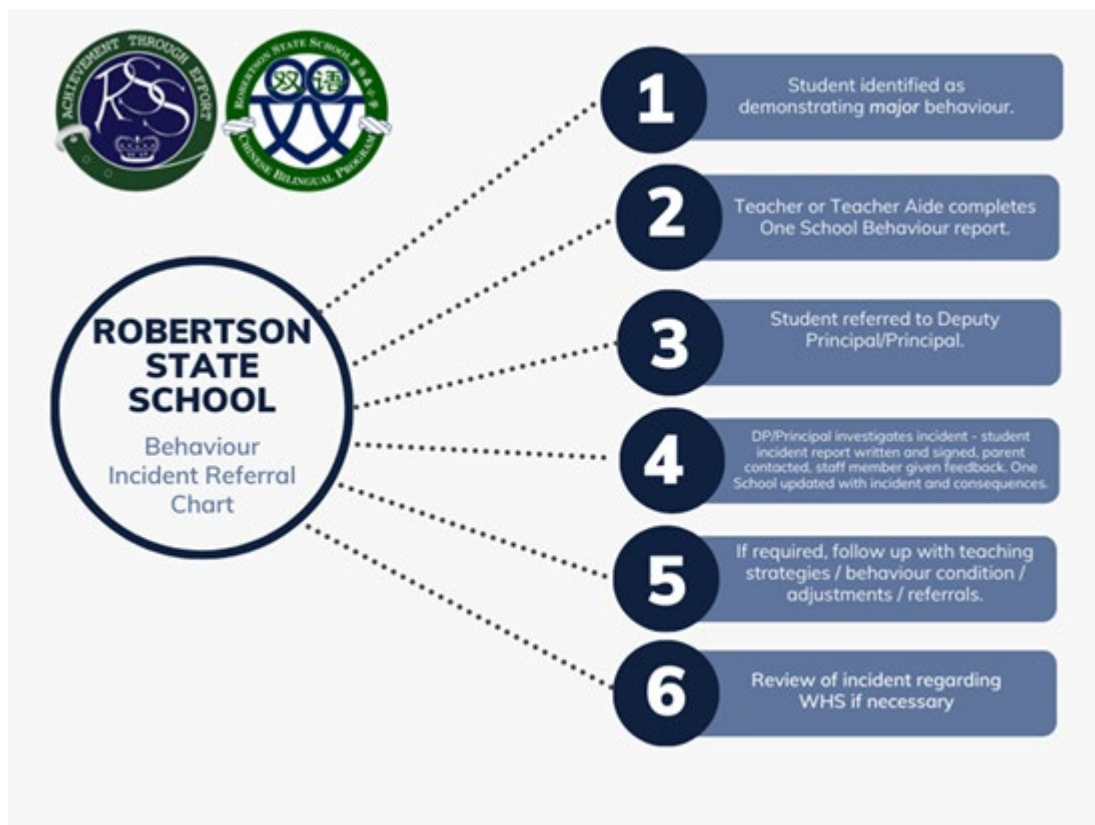 ACHIEVEMENT THROUGH EFFORT
RSS
ROBERTSON STATE SCHOOL
双语
CHINESE BILINGUAL PROGRAM
ROBERTSON
STATE
SCHOOL
Behaviour
Incident Referral
Chart
1
Student identified as
demonstrating major behaviour.
2
Teacher or Teacher Aide completes
One School Behaviour report.
3
Student referred to Deputy
Principal/Principal.
4
DP/Principal investigates incident - student
incident report written and signed, parent
contacted, staff member given feedback. One
School updated with incident and consequences.
5
If required, follow up with teaching
strategies / behaviour condition /
adjustments / referrals.
6
Review of incident regarding
WHS if necessary